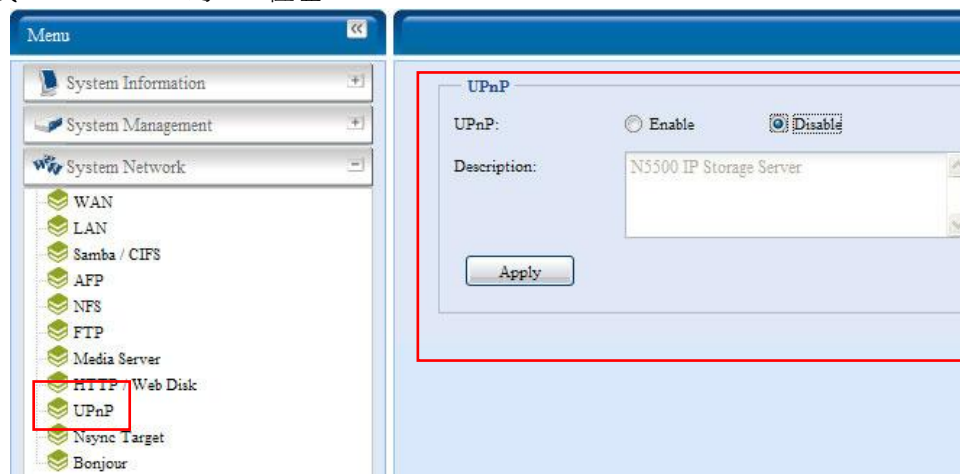 Menu
System Information
System Management
System Network
WAN
LAN
Samba / CIFS
AFP
NFS
FTP
Media Server
HTTP / Web Disk
UPnP
Nsync Target
Bonjour
UPnP
UPnP: Enable Disable
Description: N5500 IP Storage Server
Apply